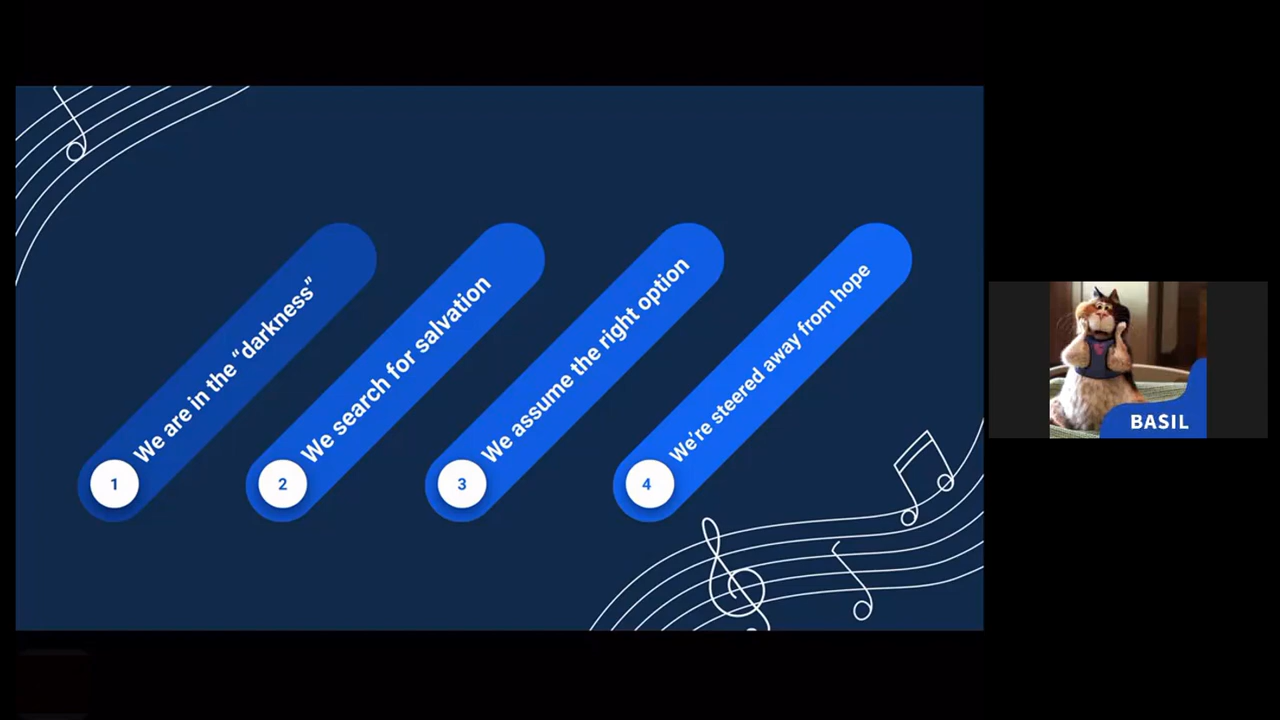 1
We are in the “darkness”
2
We search for salvation
3
We assume the right option
4
We’re steered away from hope
BASIL